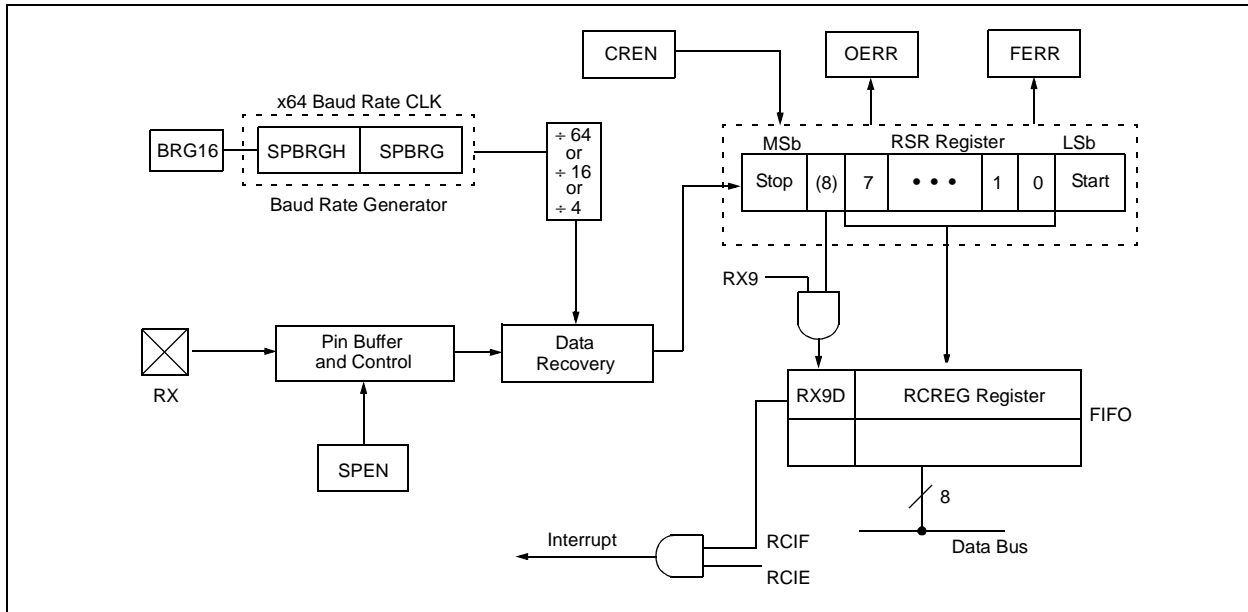 CREN
OERR
FERR
x64 Baud Rate CLK
BRG16
SPBRGH
SPBRG
Baud Rate Generator
÷ 64
or
÷ 16
or
÷ 4
MSb
RSR Register
LSb
Stop
(8)
7
• • •
1
0
Start
RX9
Pin Buffer
and Control
Data
Recovery
RX
SPEN
RX9D
RCREG Register
FIFO
8
Data Bus
Interrupt
RCIF
RCIE